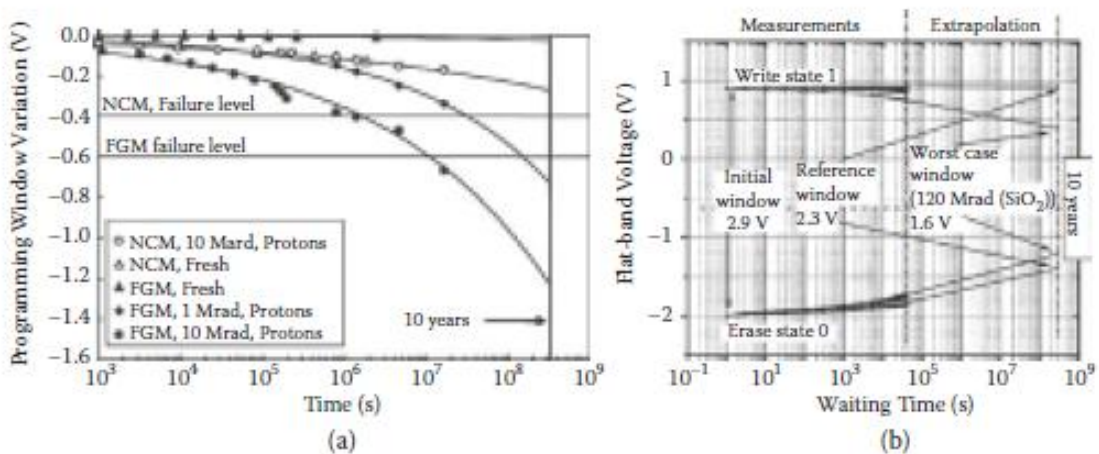 Programming Window Variation (V)
0.0
−0.2
−0.4
−0.6
−0.8
−1.0
−1.2
−1.4
−1.6
NCM, Failure level
FGM failure level
NCM, 10 Mard, Protons
NCM, Fresh
FGM, Fresh
FGM, 1 Mrad, Protons
FGM, 10 Mrad, Protons
10 years
10³ 10⁴ 10⁵ 10⁶ 10⁷ 10⁸ 10⁹
Time (s)
(a)
Measurements Extrapolation
Flat-band Voltage (V)
1
0
−1
−2
Write state 1
Initial
window
2.9 V
Reference
window
2.3 V
Worst case
window
(120 Mrad (SiO₂))
1.6 V
10 years
Erase state 0
10⁻¹ 10¹ 10³ 10⁵ 10⁷ 10⁹
Waiting Time (s)
(b)